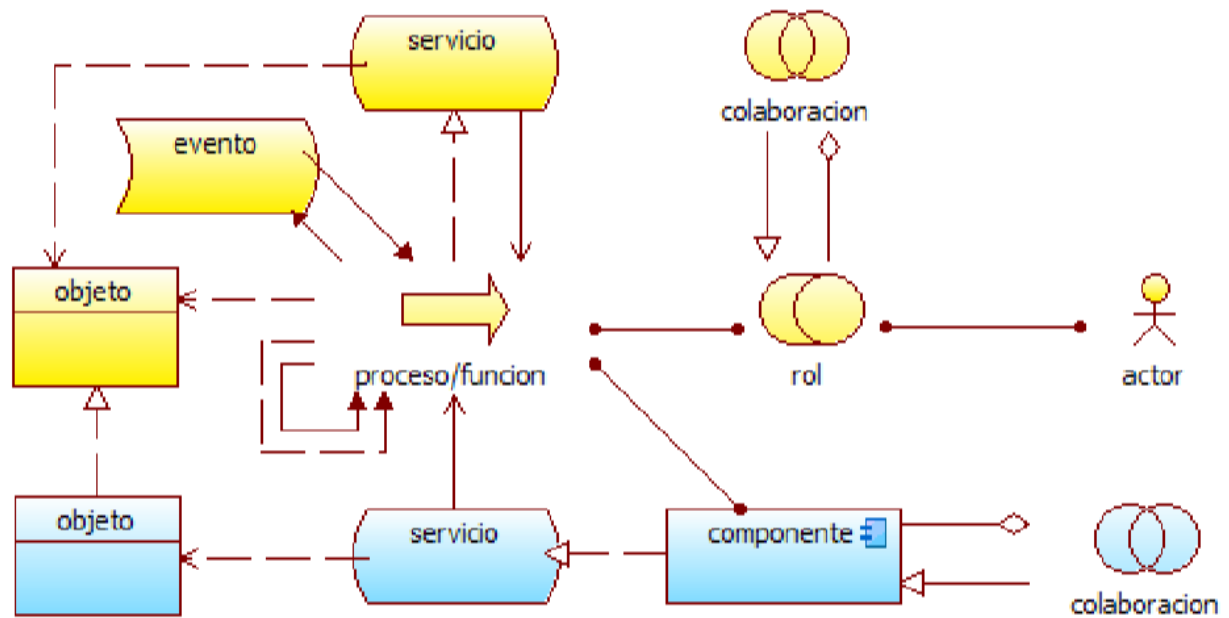 servicio
colaboracion
evento
objeto
proceso/funcion
rol
actor
objeto
servicio
componente
colaboracion